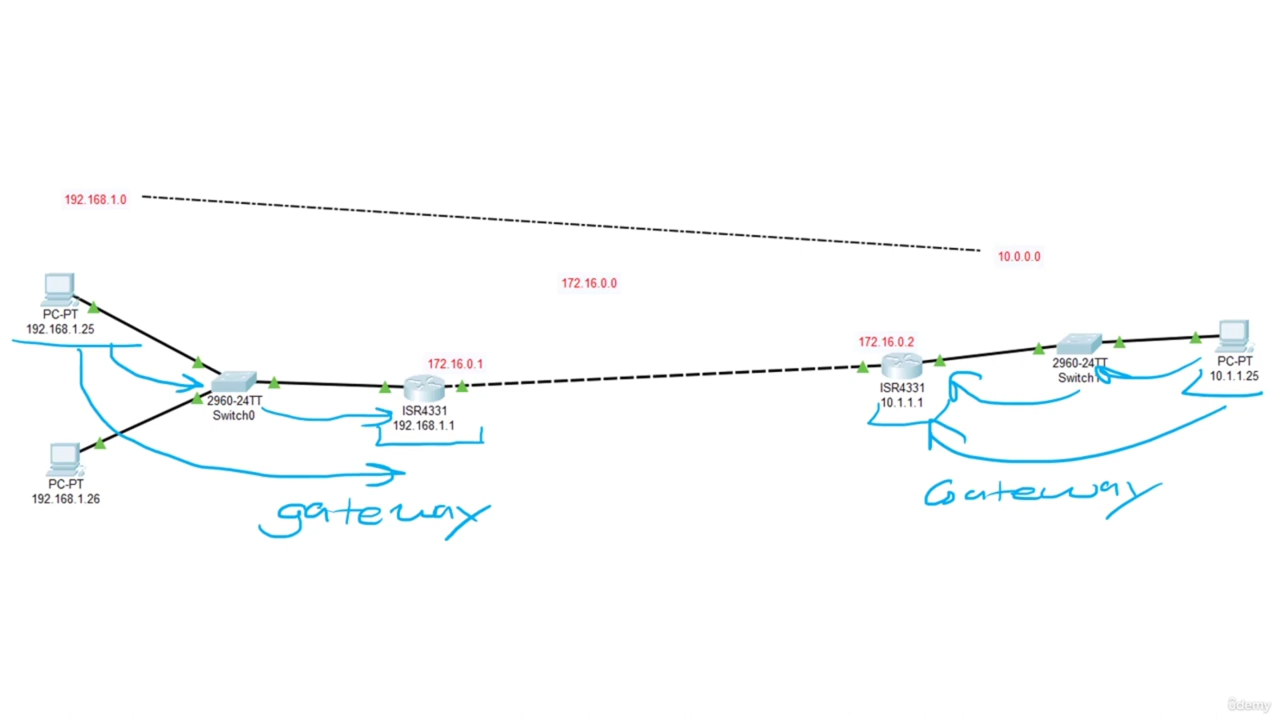 192.168.1.0
10.0.0.0
172.16.0.0
PC-PT
192.168.1.25
172.16.0.1
172.16.0.2
2960-24TT
Switch0
ISR4331
192.168.1.1
ISR4331
10.1.1.1
2960-24TT
PC-PT
10.1.1.25
PC-PT
192.168.1.26
gateway
Gateway
ûdemy